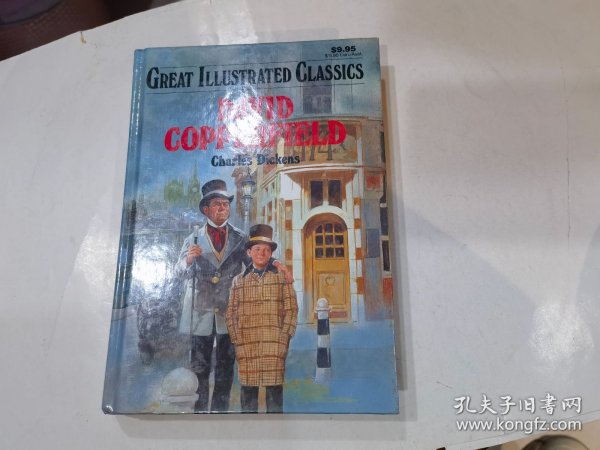 $9.95
GREAT ILLUSTRATED CLASSICS
DAVID
COPPERFIELD
Charles Dickens
孔夫子旧书网
www.kongfz.com